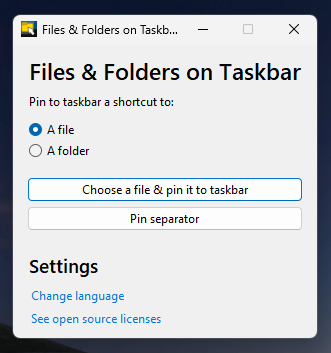 Files & Folders on Taskb...
Files & Folders on Taskbar
Pin to taskbar a shortcut to:
A file
A folder
Choose a file & pin it to taskbar
Pin separator
Settings
Change language
See open source licenses